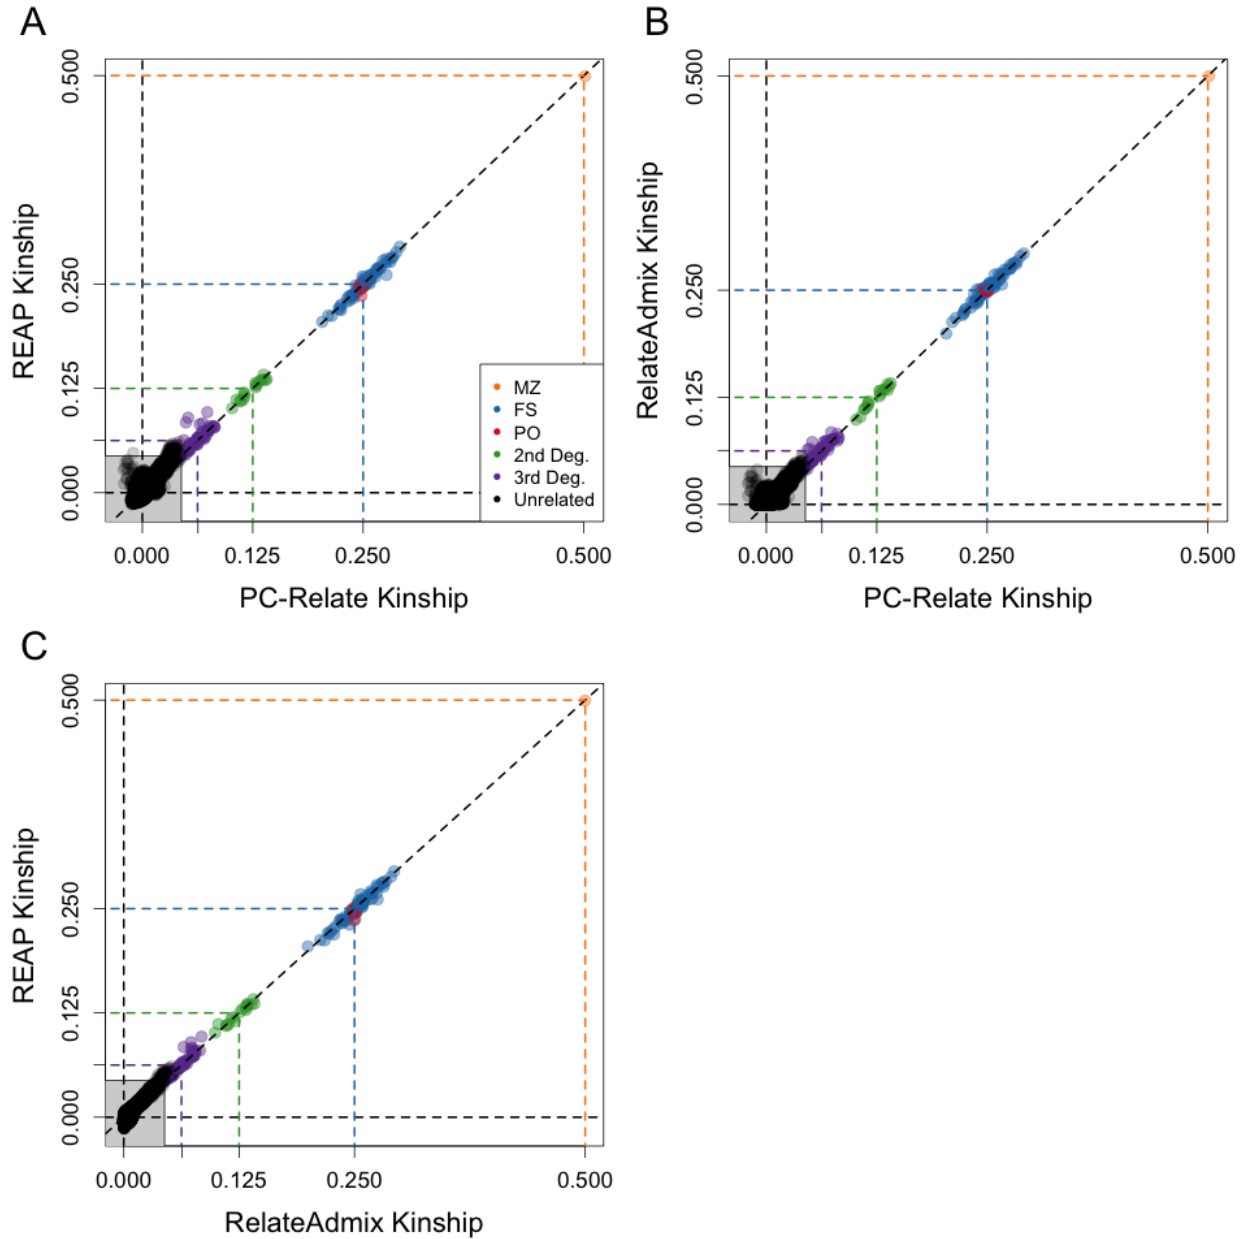 A
REAP Kinship
0.000
0.125
0.250
0.500
MZ
FS
PO
2nd Deg.
3rd Deg.
Unrelated
0.000 0.125 0.250 0.500
PC-Relate Kinship
B
RelateAdmix Kinship
0.000
0.125
0.250
0.500
0.000 0.125 0.250 0.500
PC-Relate Kinship
C
REAP Kinship
0.000
0.125
0.250
0.500
0.000 0.125 0.250 0.500
RelateAdmix Kinship